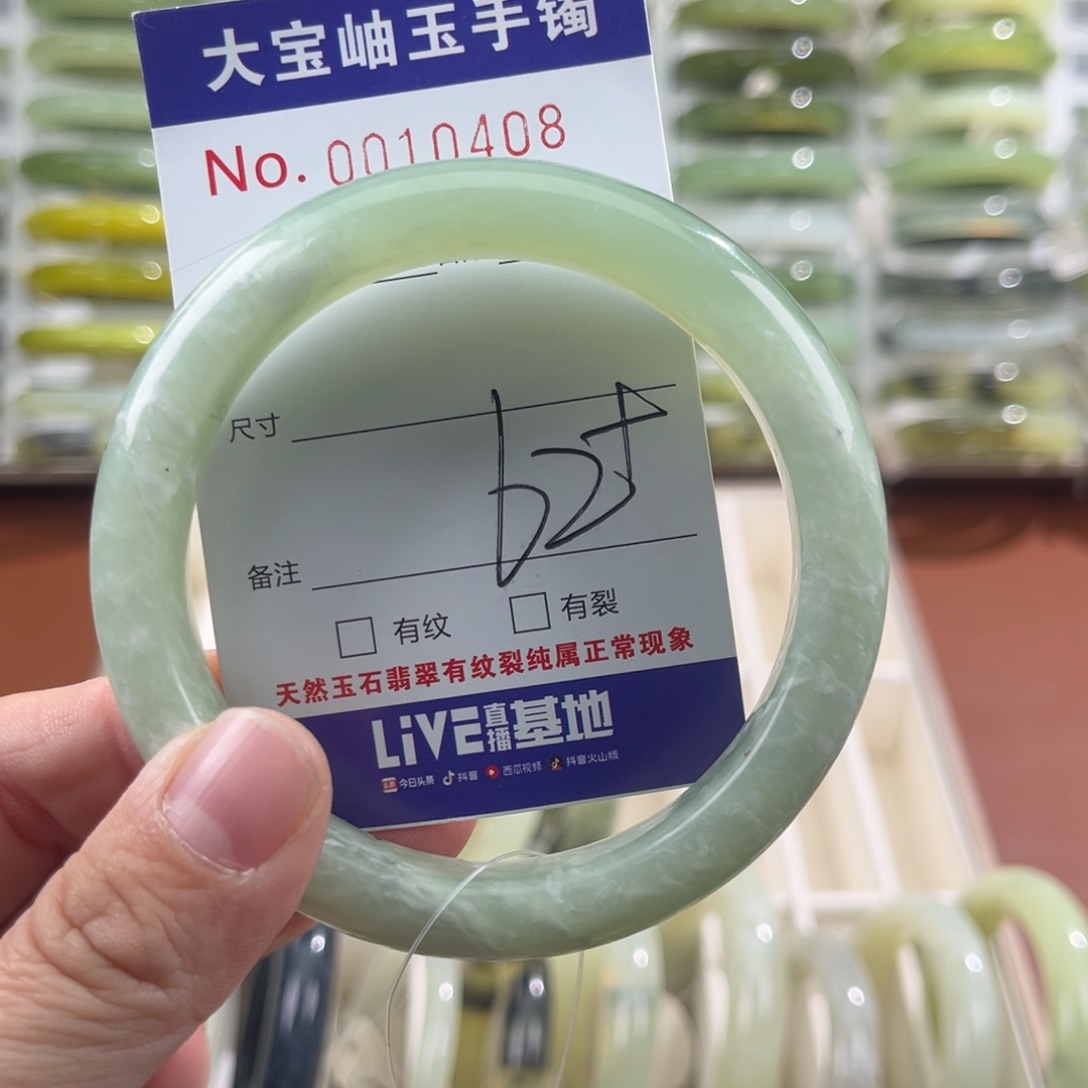 大宝岫玉手镯
No. 0010408
尺寸 625
备注
有纹 有裂
天然玉石翡翠有纹裂纯属正常现象
LiVE直播基地
今日头条 抖音 西瓜视频 抖音火山版